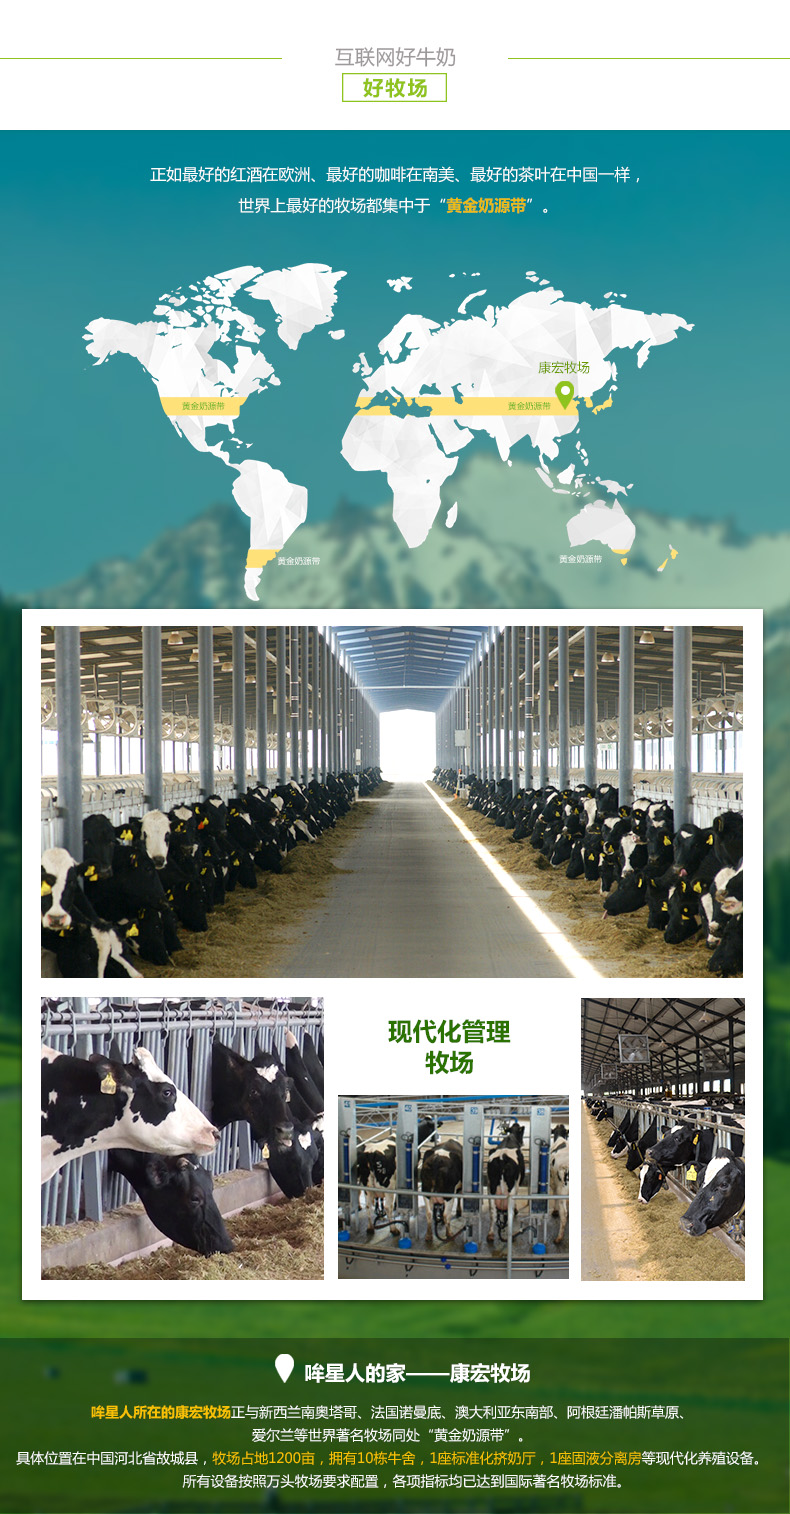 互联网好牛奶
好牧场
正如最好的红酒在欧洲、最好的咖啡在南美、最好的茶叶在中国一样，
世界上最好的牧场都集中于“黄金奶源带”。
康宏牧场
黄金奶源带
黄金奶源带
黄金奶源带
黄金奶源带
现代化管理
牧场
哞星人的家——康宏牧场
哞星人所在的康宏牧场正与新西兰南奥塔哥、法国诺曼底、澳大利亚东南部、阿根廷潘帕斯草原、
爱尔兰等世界著名牧场同处“黄金奶源带”。
具体位置在中国河北省故城县，牧场占地1200亩，拥有10栋牛舍，1座标准化挤奶厅，1座固液分离房等现代化养殖设备。
所有设备按照万头牧场要求配置，各项指标均已达到国际著名牧场标准。